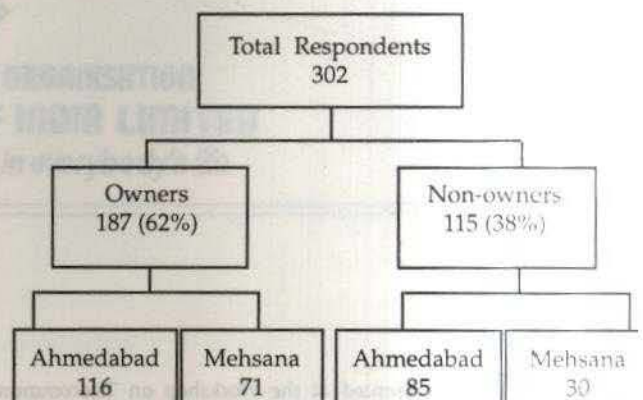 Total Respondents
302
Owners
187 (62%)
Non-owners
115 (38%)
Ahmedabad
116
Mehsana
71
Ahmedabad
85
Mehsana
30